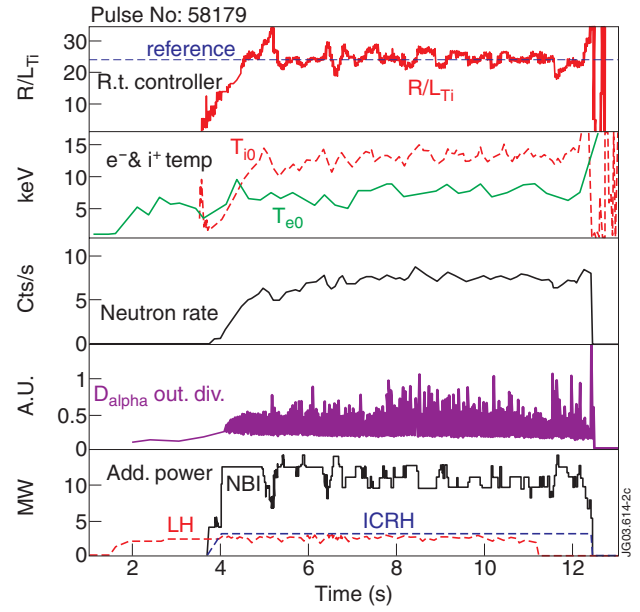 Pulse No: 58179
30
20
10
0
R/L_Ti
reference
R.t. controller
R/L_Ti
15
10
5
keV
e⁻& i⁺ temp
T_i0
T_e0
10
5
0
Cts/s
Neutron rate
1
0.5
0
A.U.
D_alpha out. div.
10
5
0
MW
Add. power
NBI
LH
ICRH
2 4 6 8 10 12
Time (s)
JG03.614-2c